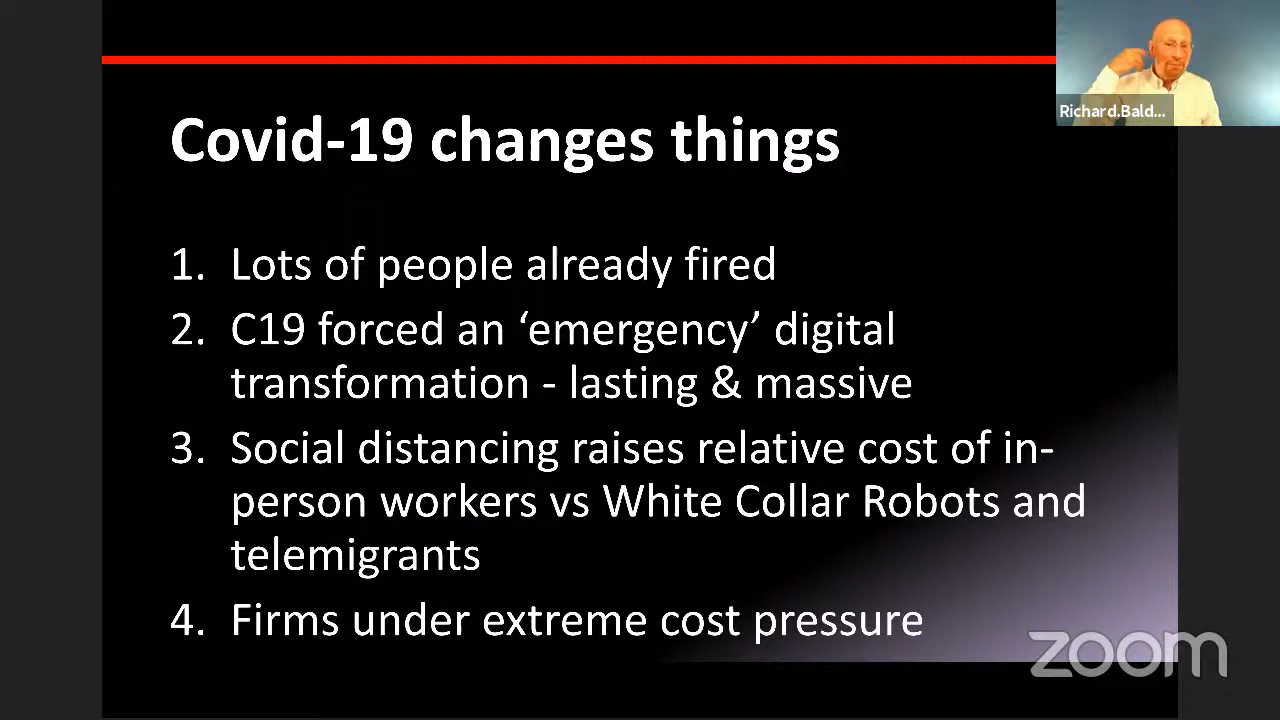 Richard.Bald...
Covid-19 changes things
1. Lots of people already fired
2. C19 forced an ‘emergency’ digital
transformation - lasting & massive
3. Social distancing raises relative cost of in-
person workers vs White Collar Robots and
telemigrants
4. Firms under extreme cost pressure
zoom